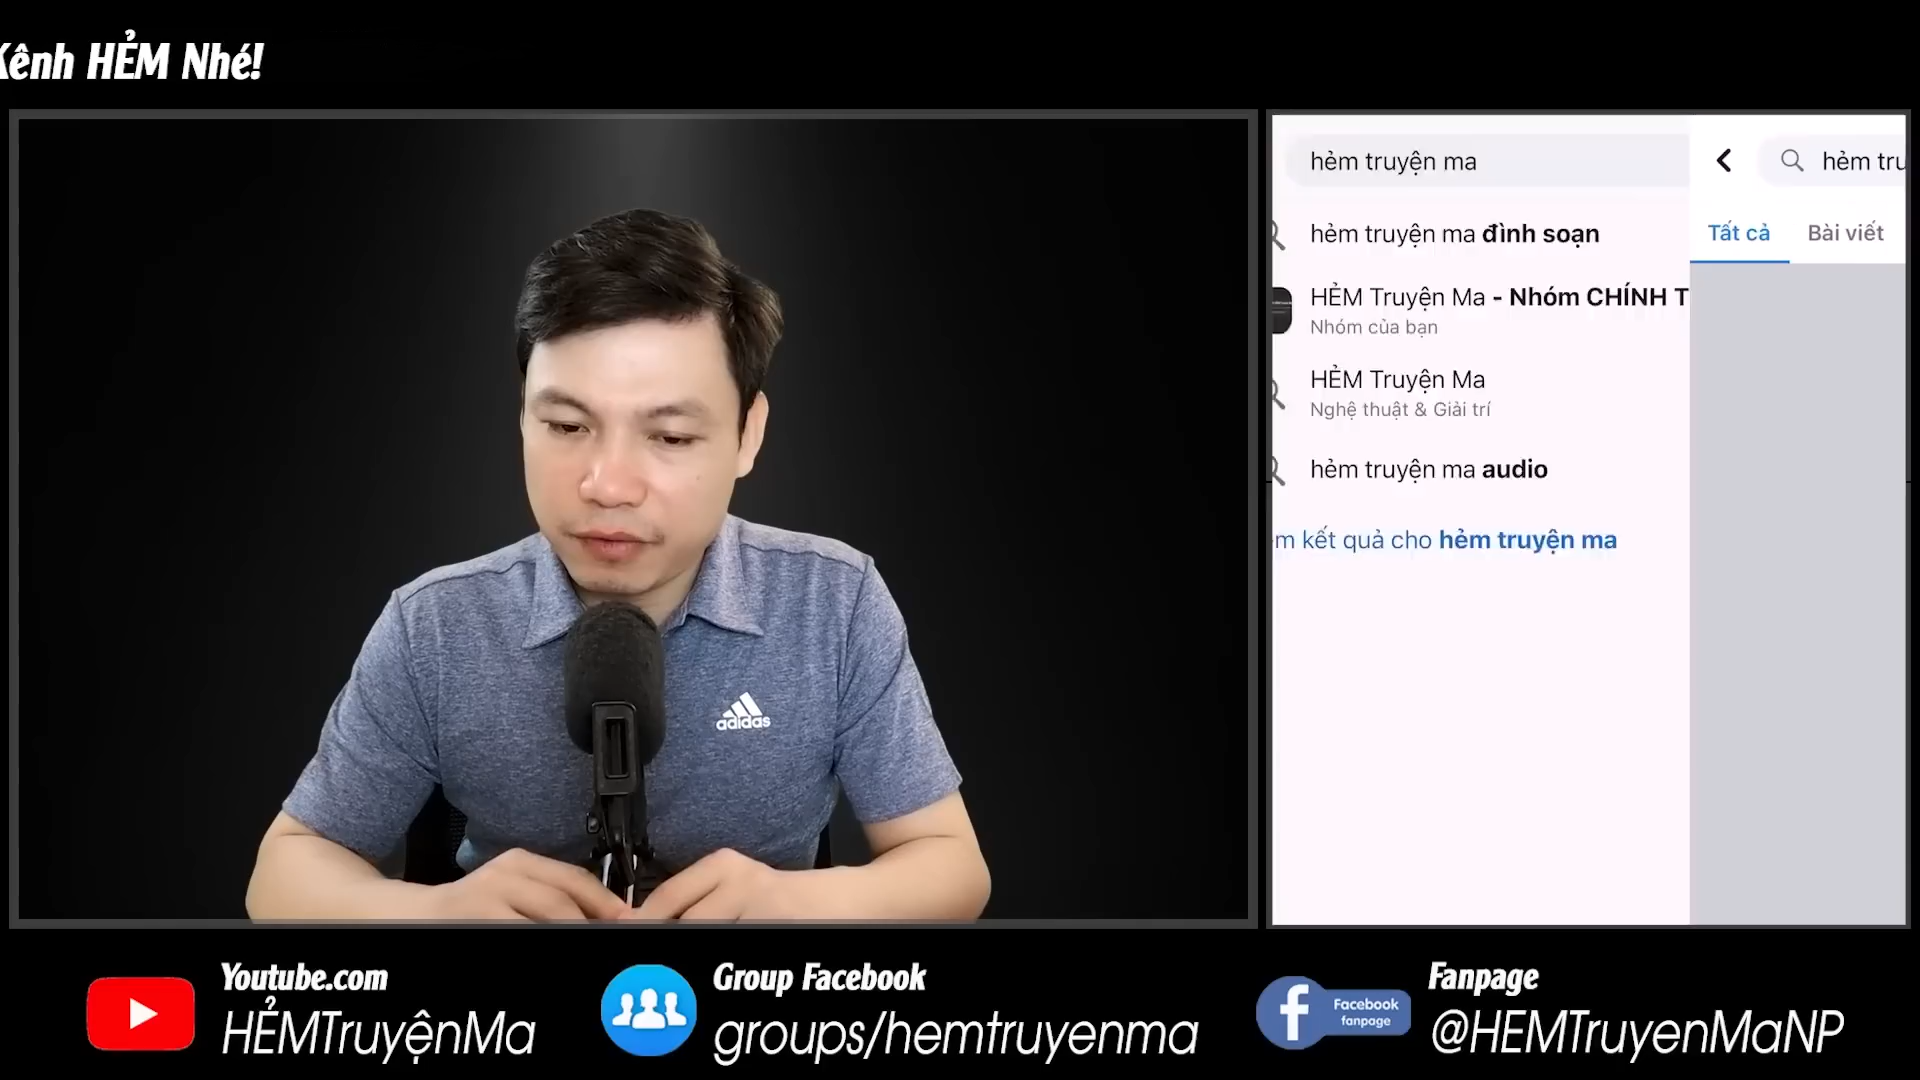 Kênh HẺM Nhé!
hẻm truyện ma
hẻm truyện ma đình soạn
HẺM Truyện Ma - Nhóm CHÍNH T
Nhóm của bạn
HẺM Truyện Ma
Nghệ thuật & Giải trí
hẻm truyện ma audio
m kết quả cho hẻm truyện ma
hẻm tru
Tất cả
Bài viết
adidas
Youtube.com
HẺMTruyệnMa
Group Facebook
groups/hemtruyenma
Facebook
fanpage
Fanpage
@HEMTruyenMaNP